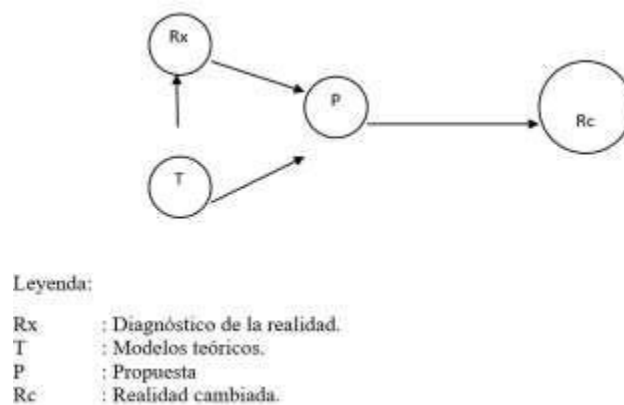 Rx
P
Rc
T
Leyenda:
Rx : Diagnóstico de la realidad.
T : Modelos teóricos.
P : Propuesta
Rc : Realidad cambiada.